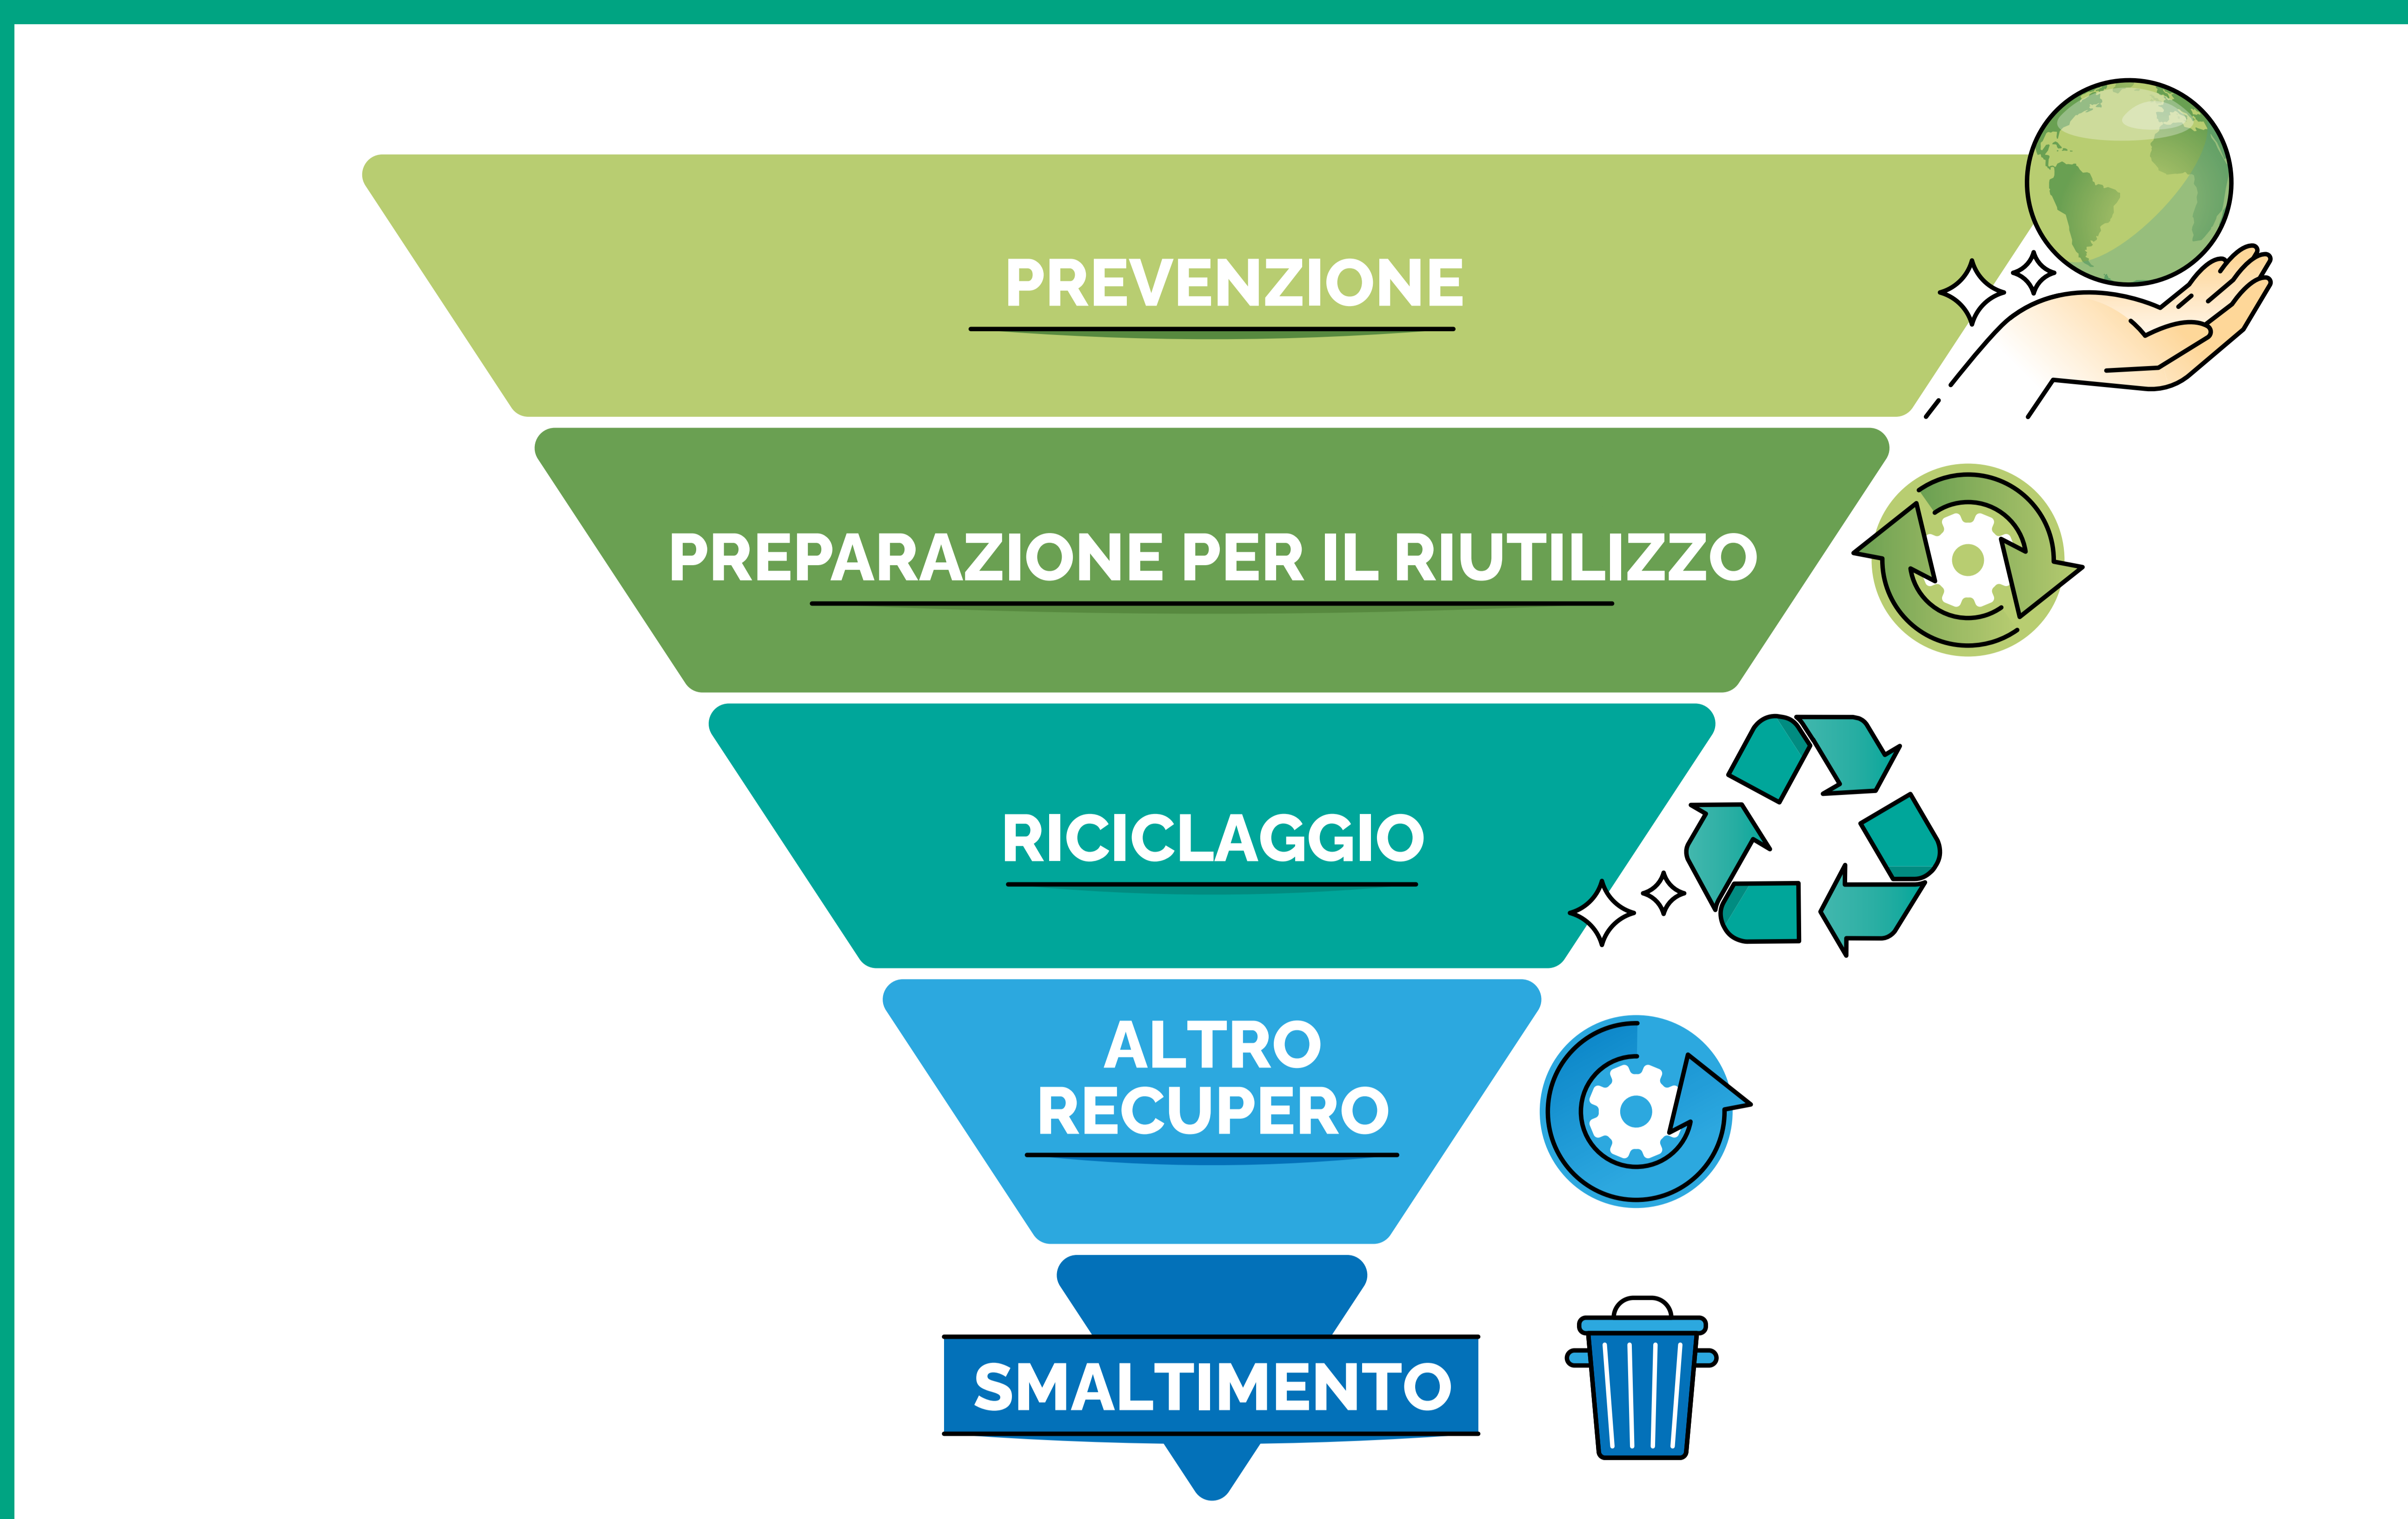 PREVENZIONE
PREPARAZIONE PER IL RIUTILIZZO
RICICLAGGIO
ALTRO
RECUPERO
SMALTIMENTO